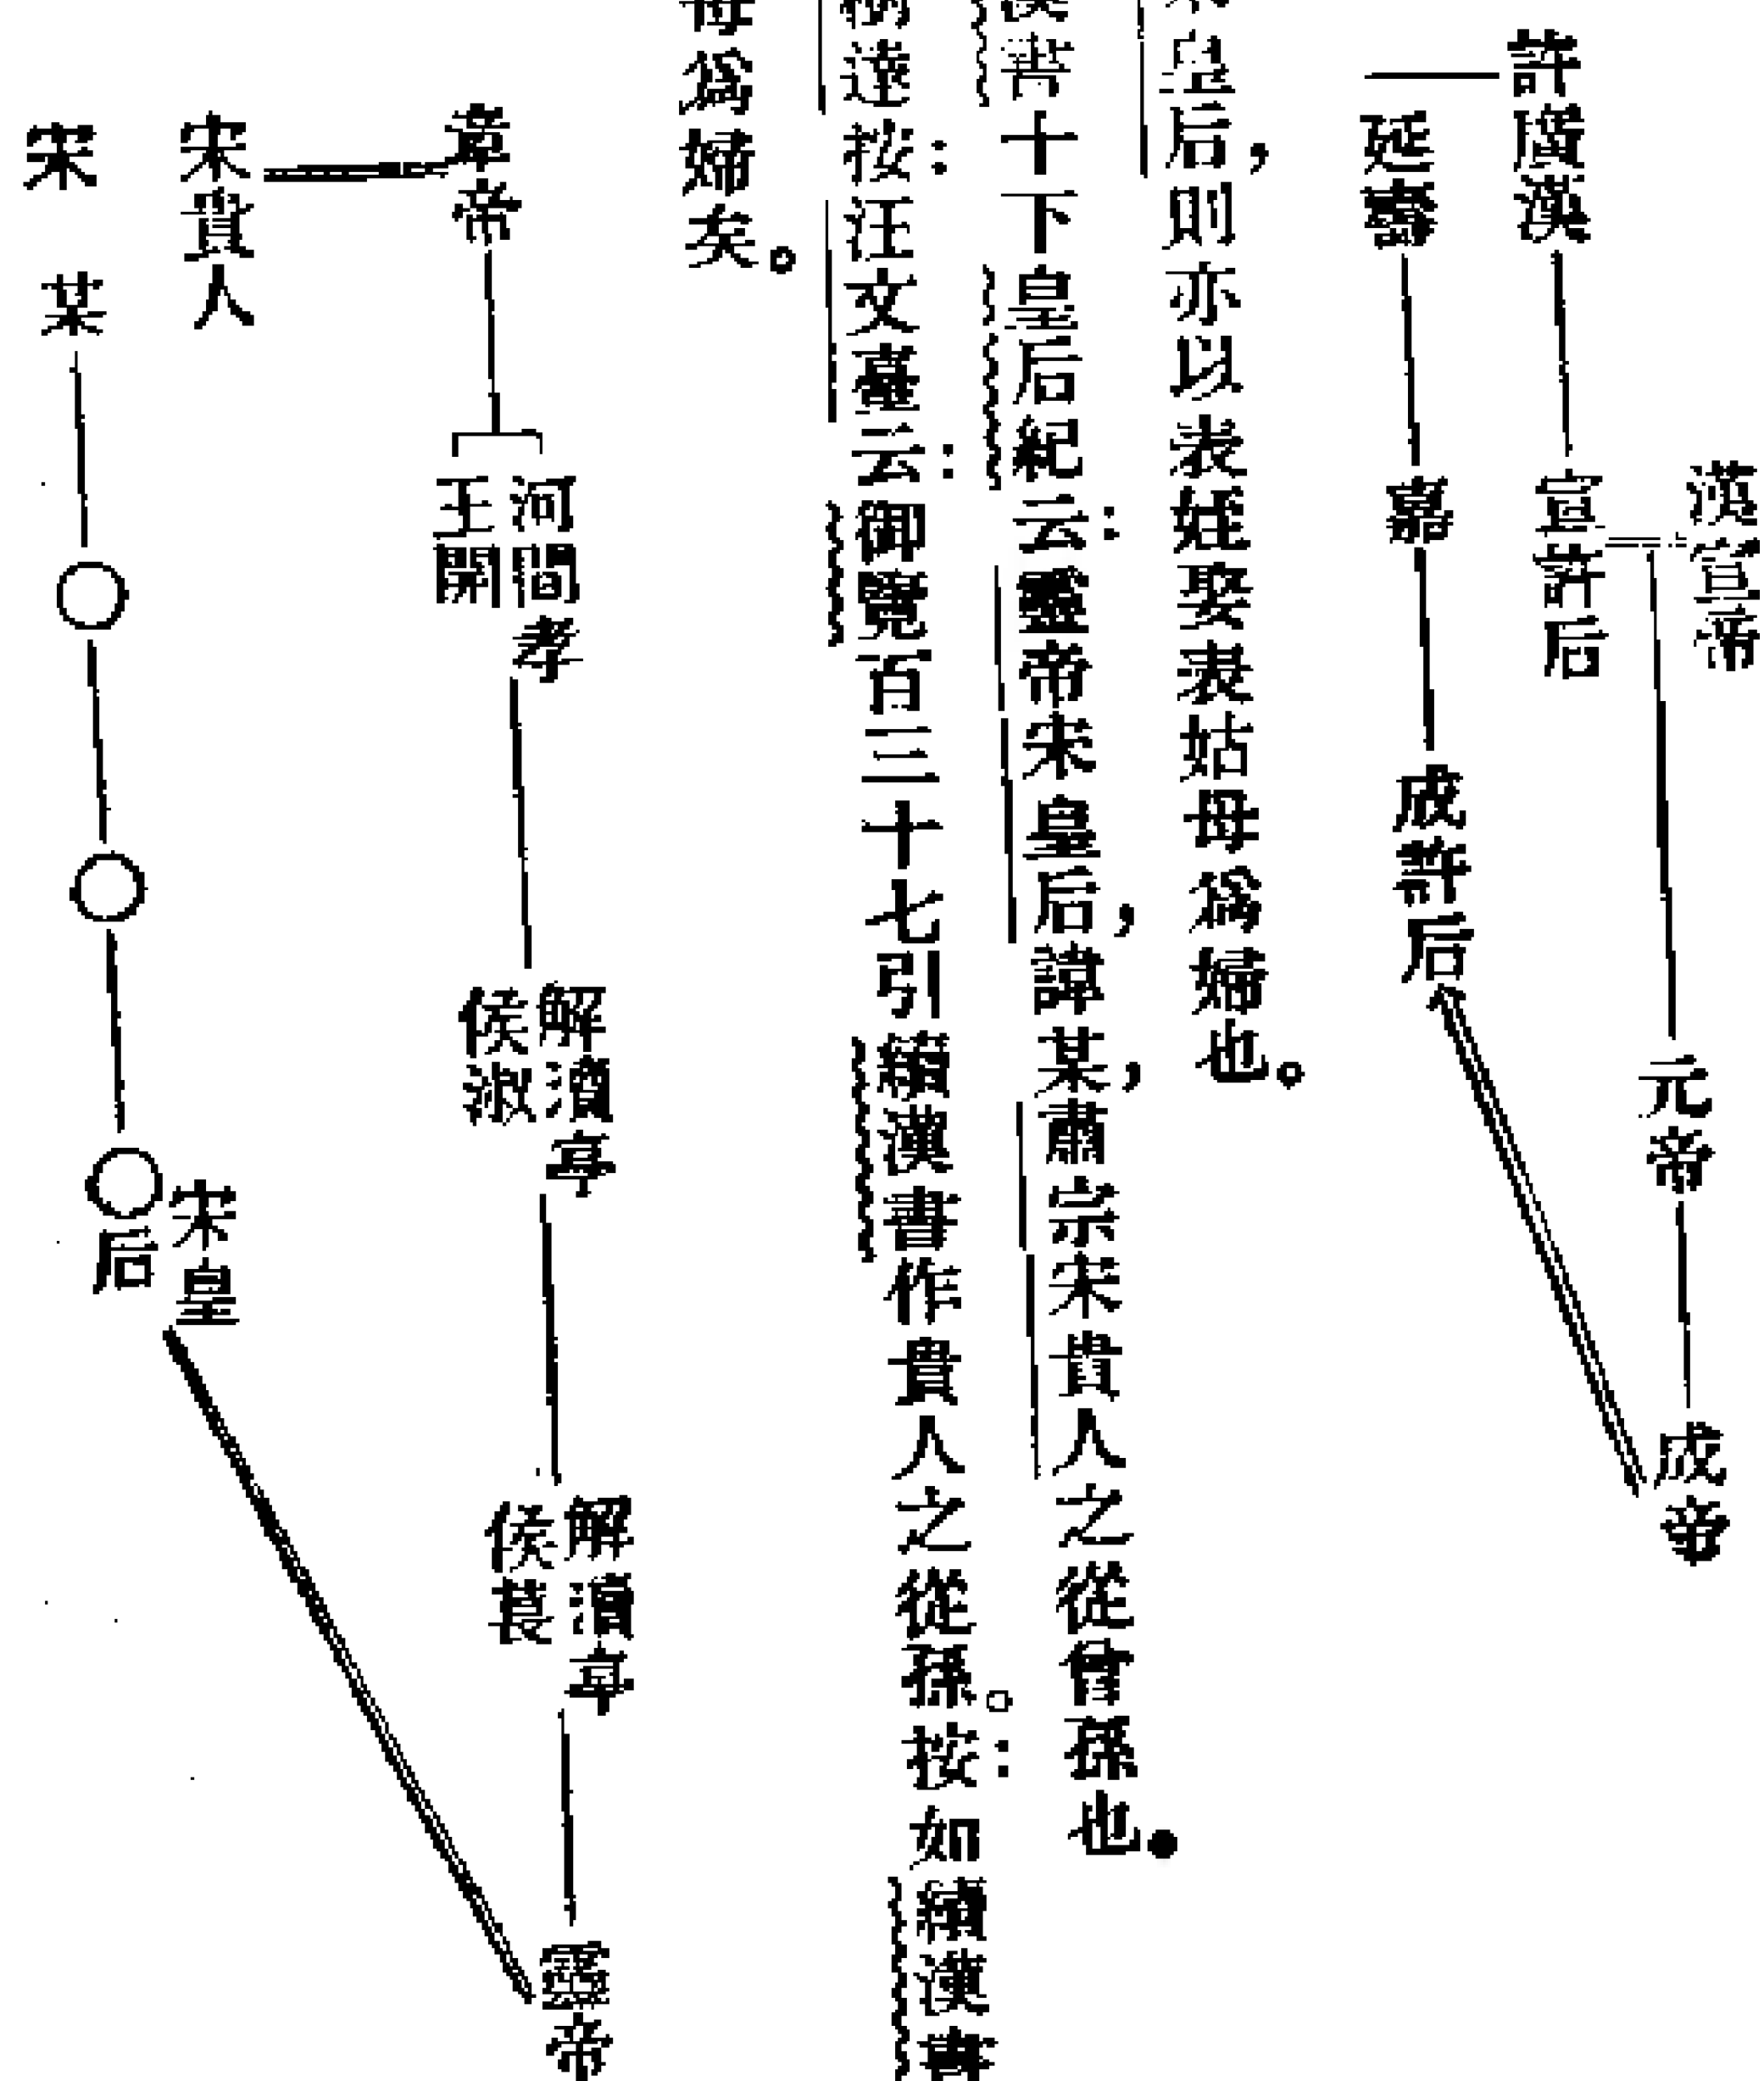 漢宣帝
元帝
成帝
許廣漢
宣許后
延壽
嘉
成許后
皇后,則亦以表姪娶表姑母爲婦也。
漢書十下皇后紀云:靈帝宋皇后,諱某,肅宗宋貴人之從曾孫也。
樹達按:汪文臺云:御覽百三十七引續漢書作貴人之從孫。按:如續漢書
母爲婦矣。
章帝
河間孝
王開
解瀆亭
侯淑
解瀆亭
侯萇
靈帝
宋貴人
宋皇
后
宋某